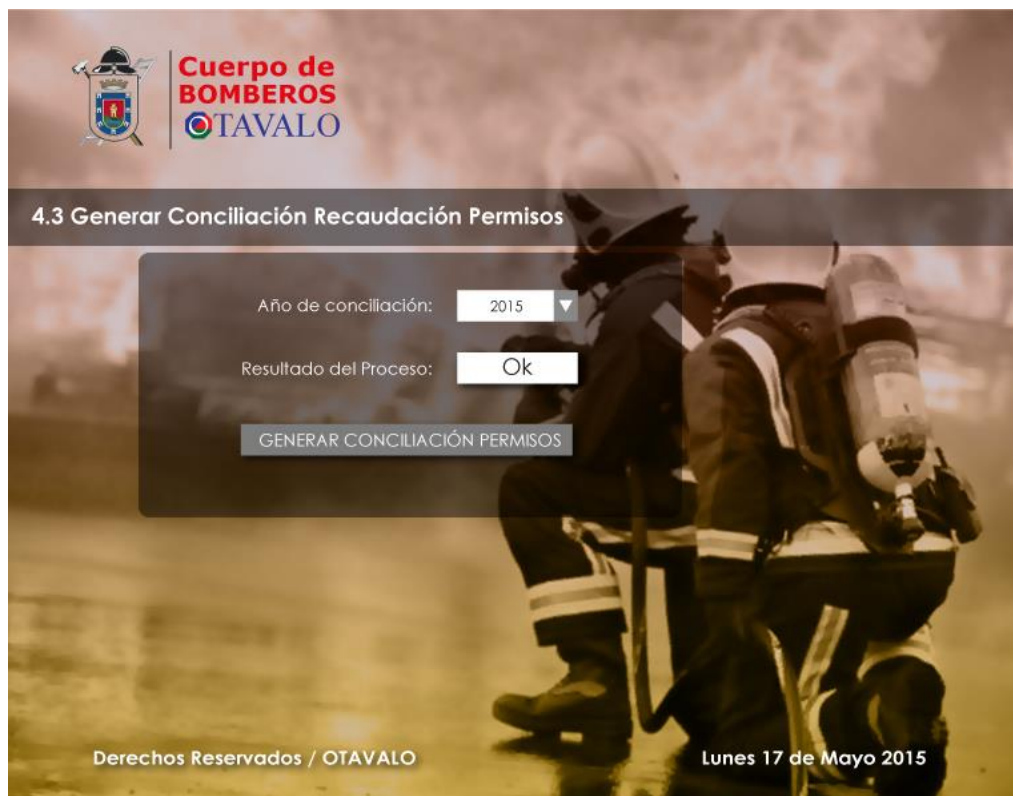 Cuerpo de
BOMBEROS
OTAVALO
4.3 Generar Conciliación Recaudación Permisos
Año de conciliación: 2015
Resultado del Proceso: Ok
GENERAR CONCILIACIÓN PERMISOS
Derechos Reservados / OTAVALO
Lunes 17 de Mayo 2015